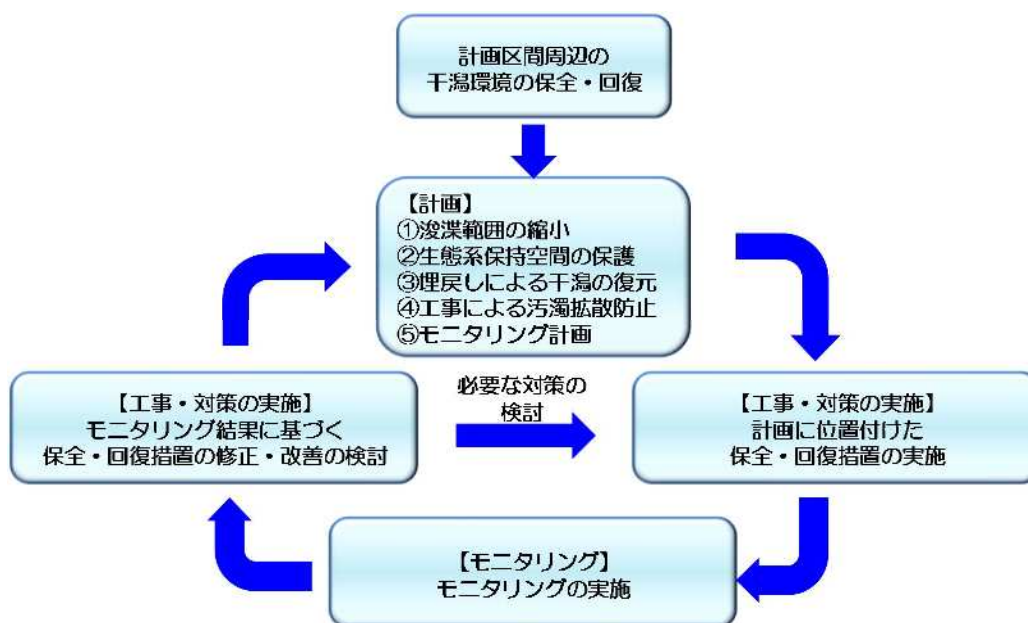 計画区間周辺の
干潟環境の保全・回復
【計画】
①浚渫範囲の縮小
②生態系保持空間の保護
③埋戻しによる干潟の復元
④工事による汚濁拡散防止
⑤モニタリング計画
必要な対策の
検討
【工事・対策の実施】
モニタリング結果に基づく
保全・回復措置の修正・改善の検討
【工事・対策の実施】
計画に位置付けた
保全・回復措置の実施
【モニタリング】
モニタリングの実施